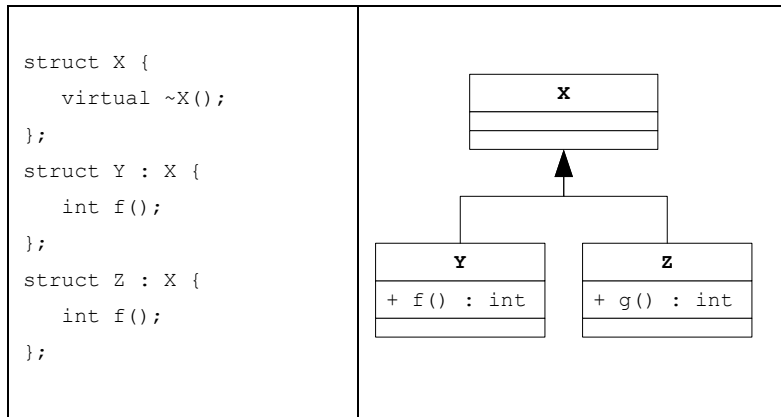 struct X {
virtual ~X();
};
struct Y : X {
int f();
};
struct Z : X {
int f();
};
X
Y
+ f() : int
Z
+ g() : int